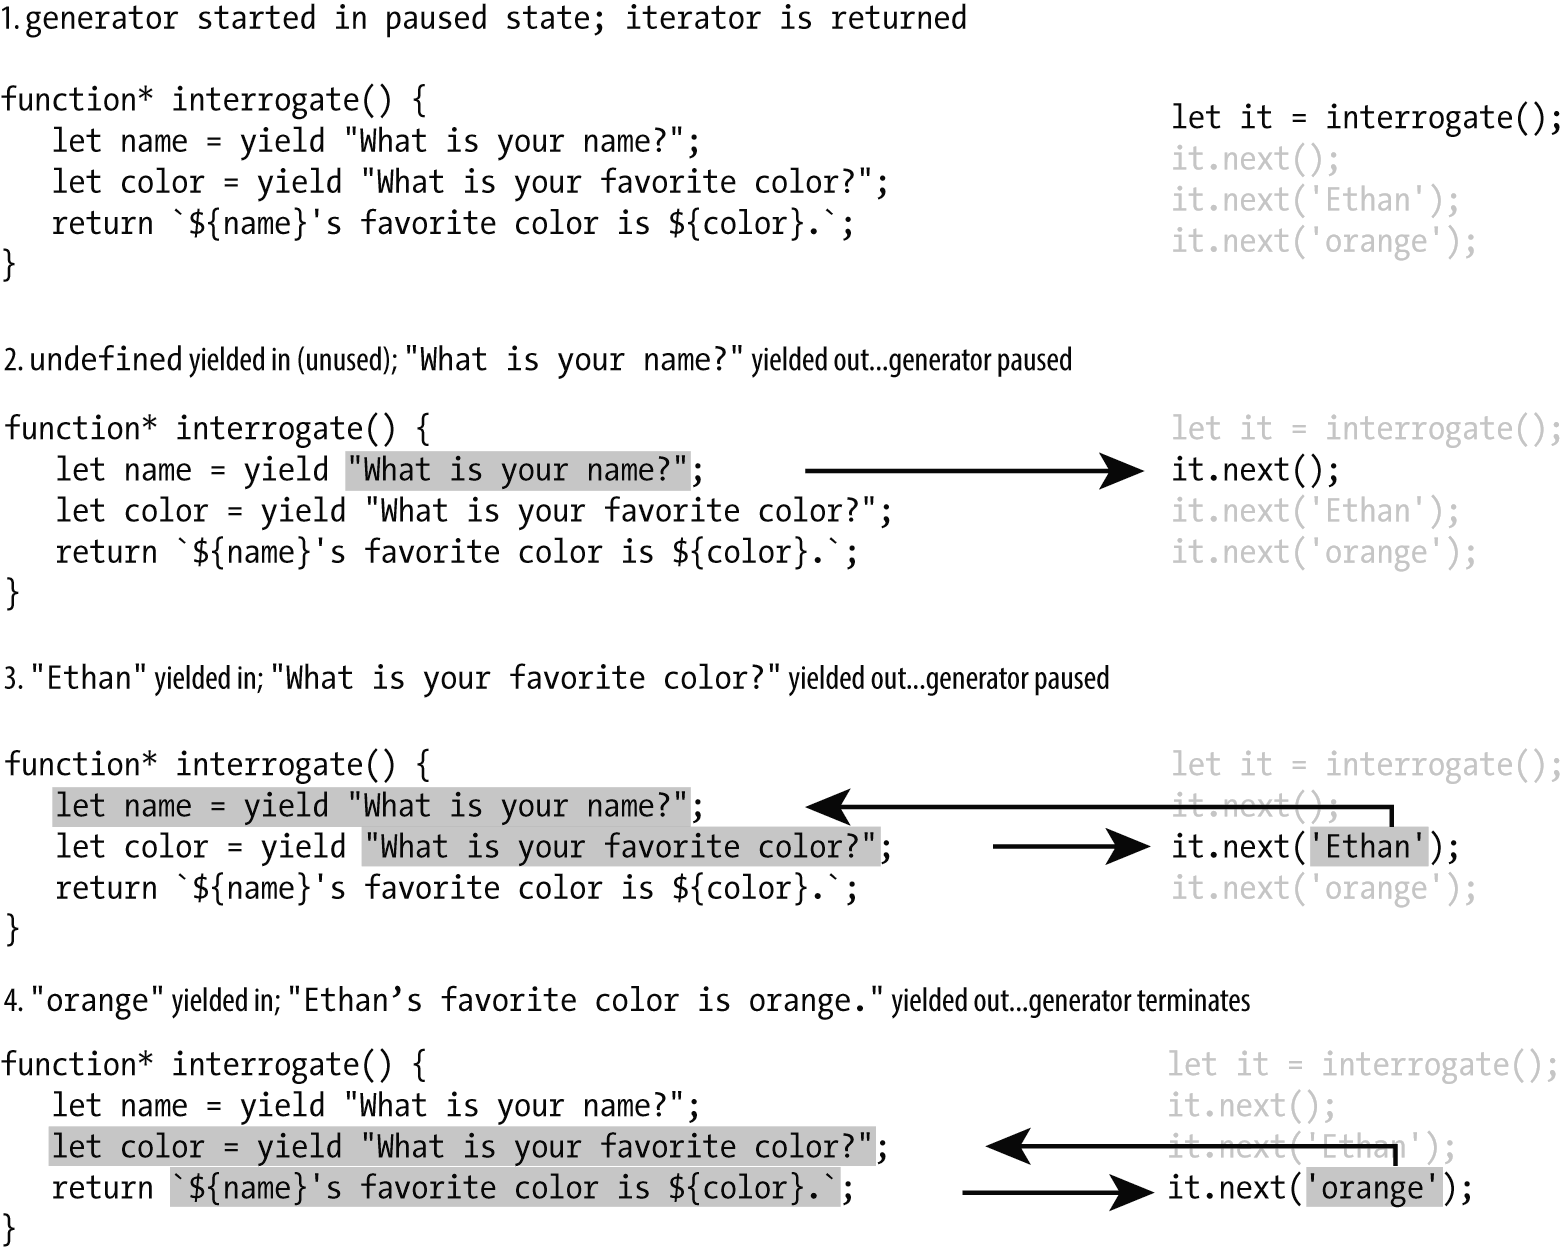 1. generator started in paused state; iterator is returned
function* interrogate() {
let name = yield "What is your name?";
let color = yield "What is your favorite color?";
return `${name}'s favorite color is ${color}.`;
}
let it = interrogate();
it.next();
it.next('Ethan');
it.next('orange');
2. undefined yielded in (unused); "What is your name?" yielded out...generator paused
function* interrogate() {
let name = yield "What is your name?";
let color = yield "What is your favorite color?";
return `${name}'s favorite color is ${color}.`;
}
let it = interrogate();
it.next();
it.next('Ethan');
it.next('orange');
3. "Ethan" yielded in; "What is your favorite color?" yielded out...generator paused
function* interrogate() {
let name = yield "What is your name?";
let color = yield "What is your favorite color?";
return `${name}'s favorite color is ${color}.`;
}
let it = interrogate();
it.next();
it.next('Ethan');
it.next('orange');
4. "orange" yielded in; "Ethan’s favorite color is orange." yielded out...generator terminates
function* interrogate() {
let name = yield "What is your name?";
let color = yield "What is your favorite color?";
return `${name}'s favorite color is ${color}.`;
}
let it = interrogate();
it.next();
it.next('Ethan');
it.next('orange');